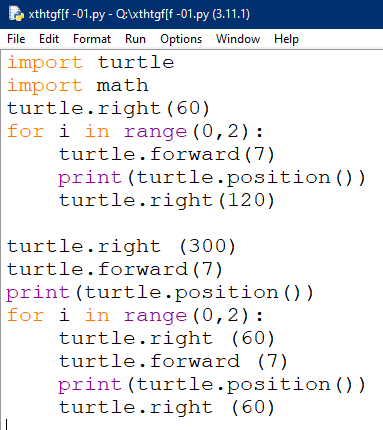 xthtgf[f -01.py - Q:\xthtgf[f -01.py (3.11.1)
File Edit Format Run Options Window Help
import turtle
import math
turtle.right(60)
for i in range(0,2):
    turtle.forward(7)
    print(turtle.position())
    turtle.right(120)

turtle.right (300)
turtle.forward(7)
print(turtle.position())
for i in range(0,2):
    turtle.right (60)
    turtle.forward (7)
    print(turtle.position())
    turtle.right (60)